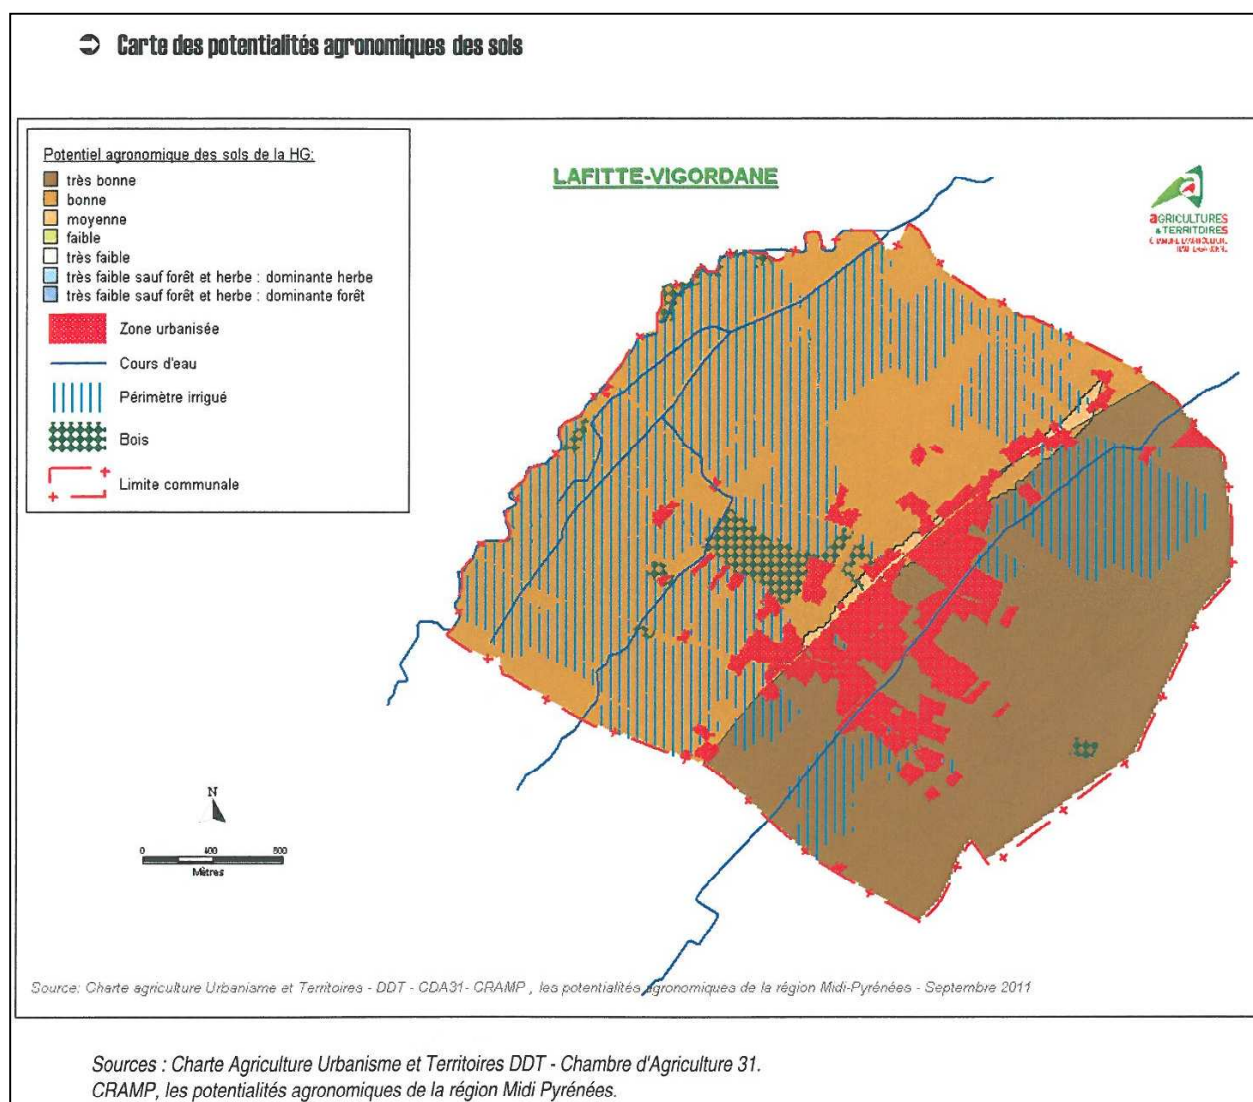 ➲ Carte des potentialités agronomiques des sols
Potentiel agronomique des sols de la HG:
très bonne
bonne
moyenne
faible
très faible
très faible sauf forêt et herbe : dominante herbe
très faible sauf forêt et herbe : dominante forêt
Zone urbanisée
Cours d'eau
Périmètre irrigué
Bois
Limite communale
LAFITTE-VIGORDANE
aGRICULTURES
& TERRITOIRES
CHAMBRE D'AGRICULTURE
HAUTE-GARONNE
N
0 400 800
Mètres
Source: Charte agriculture Urbanisme et Territoires - DDT - CDA31- CRAMP , les potentialités agronomiques de la région Midi-Pyrénées - Septembre 2011
Sources : Charte Agriculture Urbanisme et Territoires DDT - Chambre d'Agriculture 31.
CRAMP, les potentialités agronomiques de la région Midi Pyrénées.